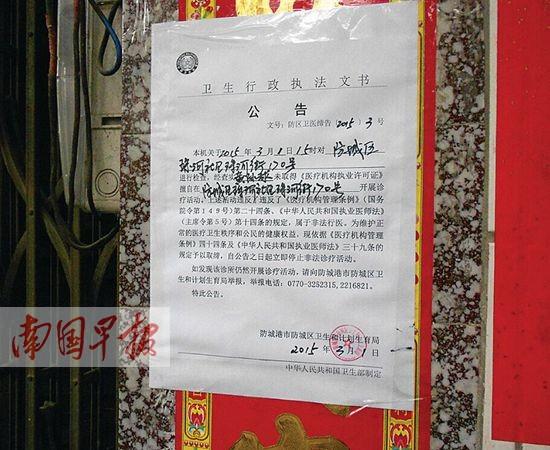 卫生行政执法文书
公 告
文号：防区卫医缔告〔2015〕3号
本机关于2015年3月1日15时对 防城区
珠河社区珠河街170号
进行检查，经查实 未取得《医疗机构执业许可证》
擅自在防城区珠河社区珠河街170号 开展诊
疗活动。上述行动违反了违反了《医疗机构管理条例》（国务
院令第149号）第二十四条、《中华人民共和国执业医师法》
（主席令第5号）第十四条的规定，属于非法行医。为维护正
常的医疗卫生秩序和公民的健康权益，现依据《医疗机构管理
条例》四十四条及《中华人民共和国执业医师法》三十九条的
规定予以取缔，自公告之日起立即停止非法诊疗活动。
如发现该诊所仍然开展诊疗活动，请向防城港市防城区卫
生和计划生育局举报，举报电话：0770-3252315,2216821。
特此公告。
防城港市防城区卫生和计划生育局
2015 年 3 月 1 日
中华人民共和国卫生部制定
南国早报